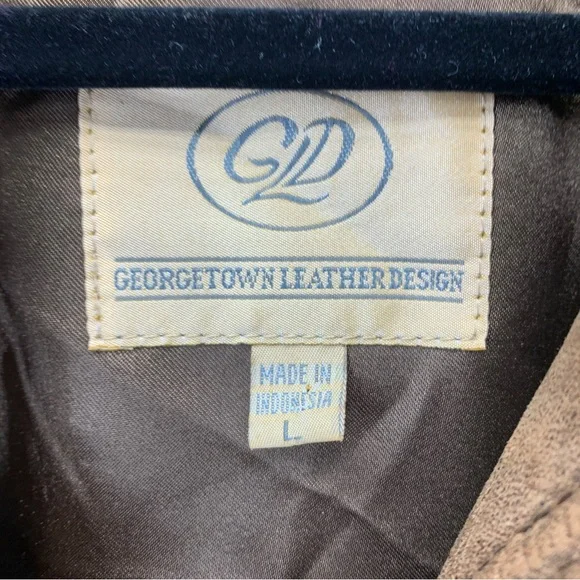 GLD
GEORGETOWN LEATHER DESIGN
MADE IN
INDONESIA
L